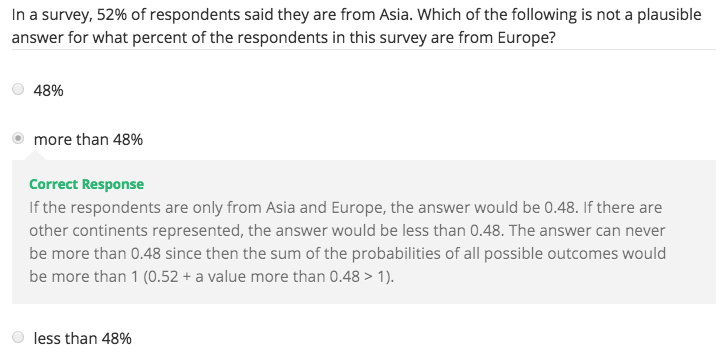 In a survey, 52% of respondents said they are from Asia. Which of the following is not a plausible
answer for what percent of the respondents in this survey are from Europe?
48%
more than 48%
Correct Response
If the respondents are only from Asia and Europe, the answer would be 0.48. If there are
other continents represented, the answer would be less than 0.48. The answer can never
be more than 0.48 since then the sum of the probabilities of all possible outcomes would
be more than 1 (0.52 + a value more than 0.48 > 1).
less than 48%